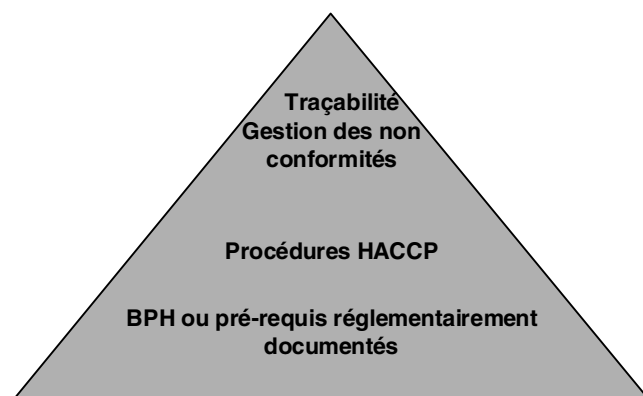 Traçabilité
Gestion des non
conformités
Procédures HACCP
BPH ou pré-requis réglementairement
documentés